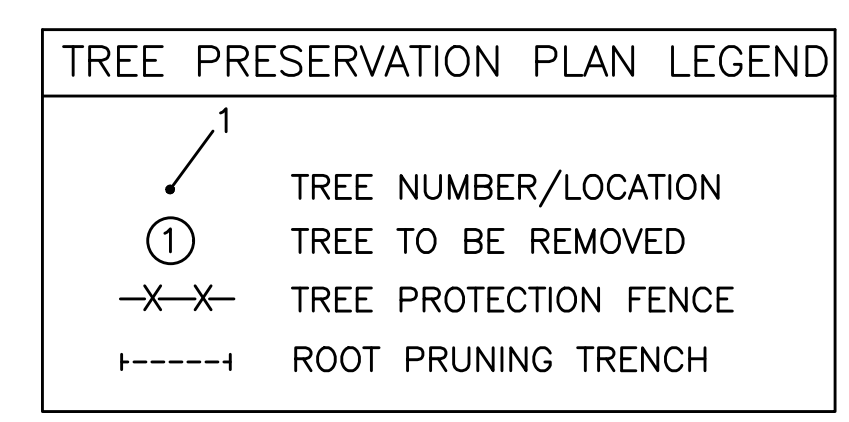 TREE PRESERVATION PLAN LEGEND
1
TREE NUMBER/LOCATION
1 TREE TO BE REMOVED
—X—X— TREE PROTECTION FENCE
ROOT PRUNING TRENCH